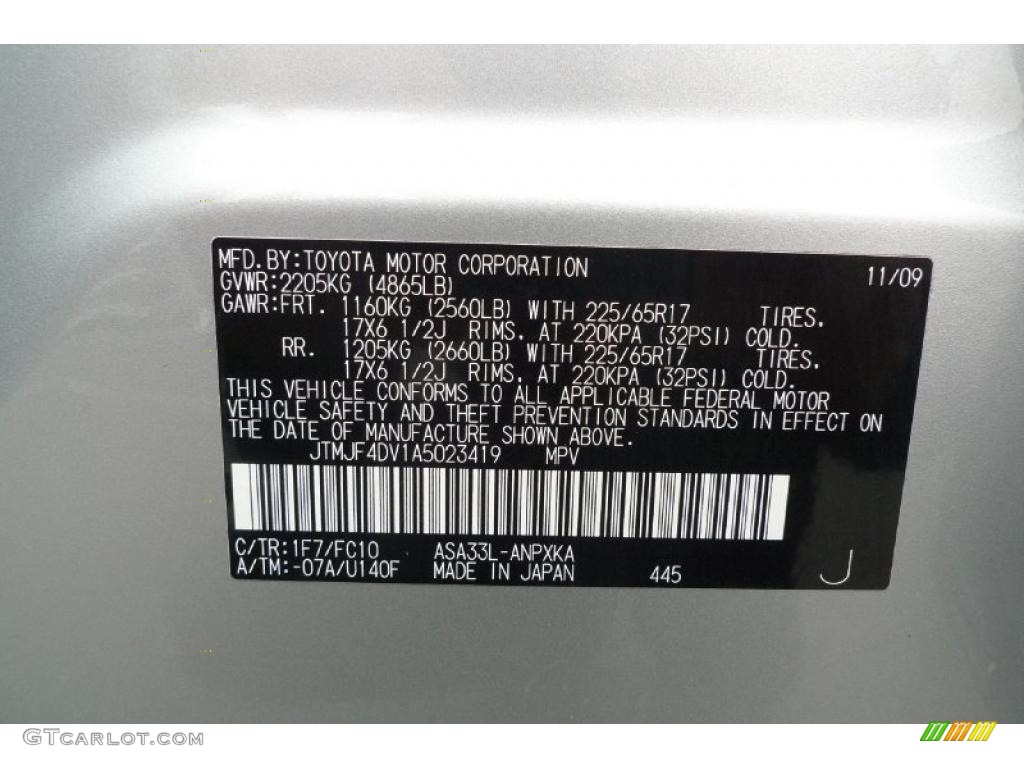 MFD.BY:TOYOTA MOTOR CORPORATION 11/09
GVWR:2205KG (4865LB)
GAWR:FRT. 1160KG (2560LB) WITH 225/65R17 TIRES,
17X6 1/2J RIMS, AT 220KPA (32PSI) COLD.
RR. 1205KG (2660LB) WITH 225/65R17 TIRES,
17X6 1/2J RIMS, AT 220KPA (32PSI) COLD.
THIS VEHICLE CONFORMS TO ALL APPLICABLE FEDERAL MOTOR
VEHICLE SAFETY AND THEFT PREVENTION STANDARDS IN EFFECT ON
THE DATE OF MANUFACTURE SHOWN ABOVE.
JTMJF4DV1A5023419 MPV
C/TR:1F7/FC10 ASA33L-ANPXKA
A/TM:-07A/U140F MADE IN JAPAN 445 J
GTCarLot.com